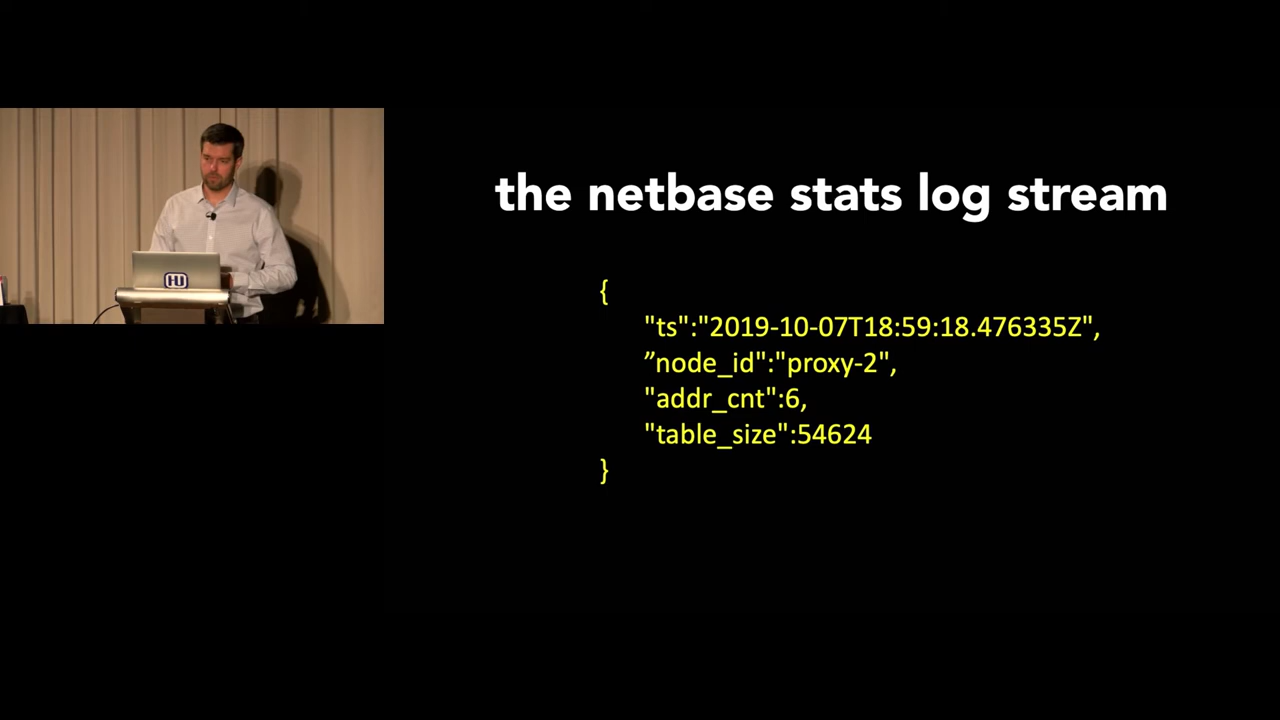 the netbase stats log stream
{
"ts":"2019-10-07T18:59:18.476335Z",
”node_id":"proxy-2",
"addr_cnt":6,
"table_size":54624
}